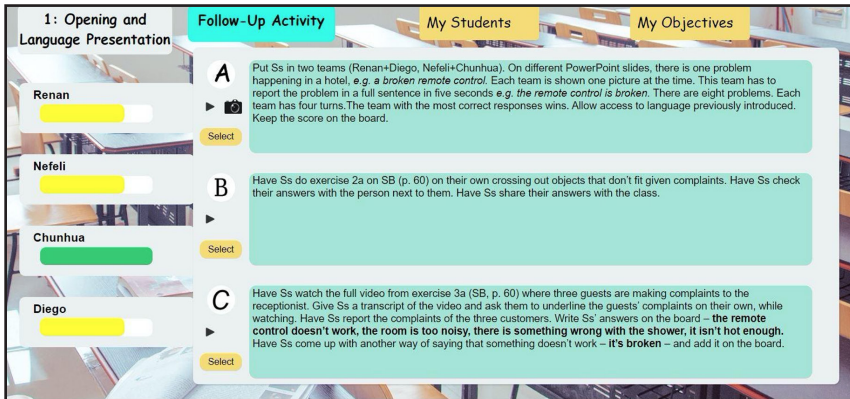 1: Opening and
Language Presentation
Follow-Up Activity
My Students
My Objectives
Renan
Nefeli
Chunhua
Diego
A
Select
Put Ss in two teams (Renan+Diego, Nefeli+Chunhua). On different PowerPoint slides, there is one problem
happening in a hotel, e.g. a broken remote control. Each team is shown one picture at the time. This team has to
report the problem in a full sentence in five seconds e.g. the remote control is broken. There are eight problems. Each
team has four turns.The team with the most correct responses wins. Allow access to language previously introduced.
Keep the score on the board.
B
Select
Have Ss do exercise 2a on SB (p. 60) on their own crossing out objects that don't fit given complaints. Have Ss check
their answers with the person next to them. Have Ss share their answers with the class.
C
Select
Have Ss watch the full video from exercise 3a (SB, p. 60) where three guests are making complaints to the
receptionist. Give Ss a transcript of the video and ask them to underline the guests' complaints on their own, while
watching. Have Ss report the complaints of the three customers. Write Ss' answers on the board – the remote
control doesn't work, the room is too noisy, there is something wrong with the shower, it isn't hot enough.
Have Ss come up with another way of saying that something doesn't work – it's broken – and add it on the board.